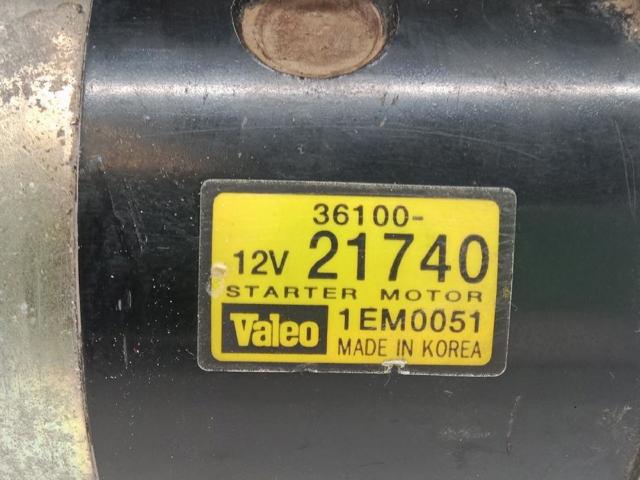 36100-
12V 21740
STARTER MOTOR
Valeo 1EM0051
MADE IN KOREA